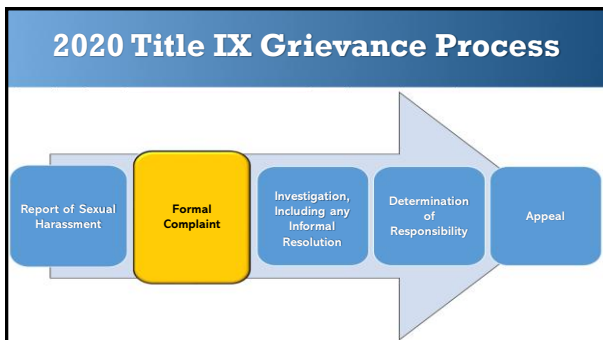 2020 Title IX Grievance Process
Report of Sexual
Harassment
Formal
Complaint
Investigation,
Including any
Informal
Resolution
Determination
of
Responsibility
Appeal